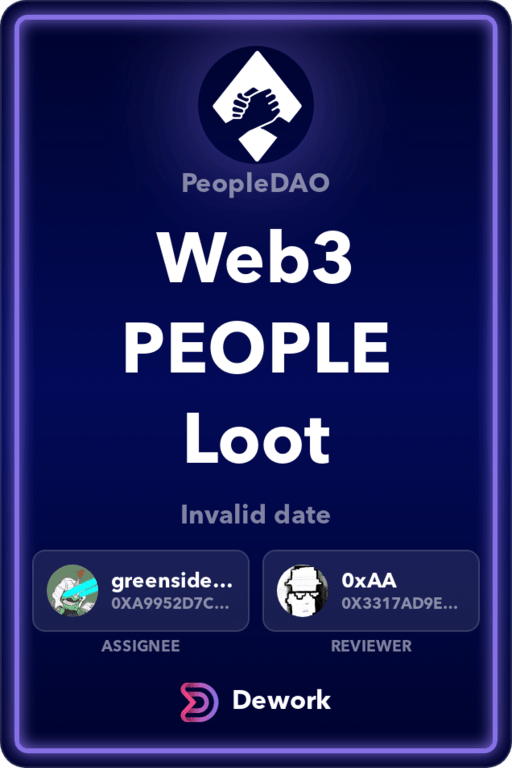 PeopleDAO
Web3
PEOPLE
Loot
Invalid date
greenside...
0XA9952D7C...
ASSIGNEE
0xAA
0X3317AD9E...
REVIEWER
Dework